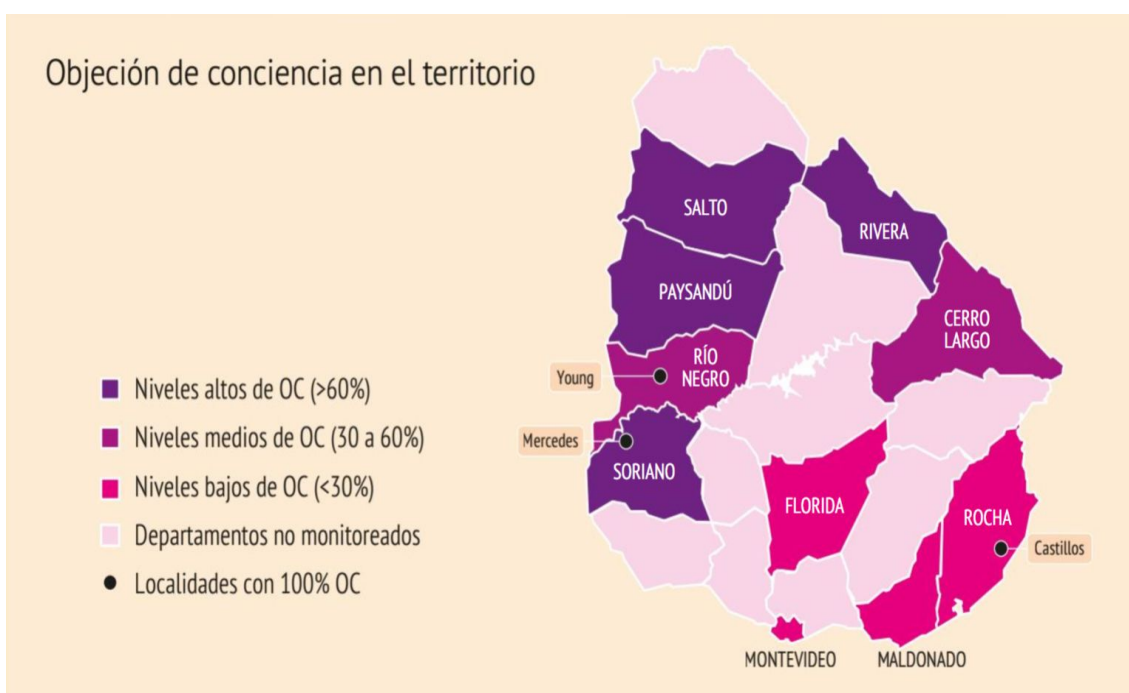 Objeción de conciencia en el territorio
SALTO
RIVERA
PAYSANDÚ
CERRO
LARGO
RÍO
NEGRO
Young
Mercedes
SORIANO
FLORIDA
ROCHA
Castillos
MONTEVIDEO
MALDONADO
Niveles altos de OC (>60%)
Niveles medios de OC (30 a 60%)
Niveles bajos de OC (<30%)
Departamentos no monitoreados
Localidades con 100% OC